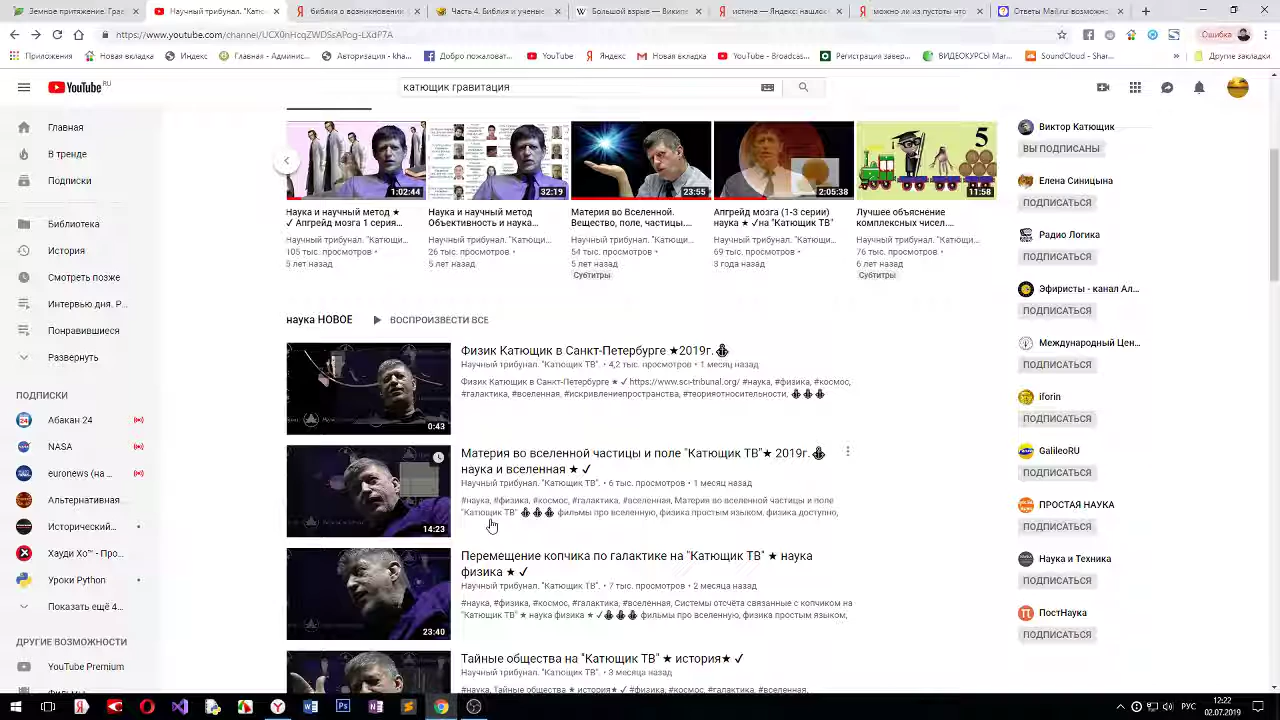 Земное притяжение. Грави
Научный трибунал. "Катющ
библия о возникновении
Часть 4. Библия и учение
W Большой взрыв — Википе
истина — Яндекс: нашлось
можно ли из пустоты что
Ответы Mail.ru: возможно
https://www.youtube.com/channel/UCX0nHcqZWDSsAPog-LXdP7A
Ошибка
Приложения
Новая вкладка
Яндекс
Главная - Админис...
Авторизация - kha...
Добро пожаловат...
YouTube
Яндекс
М Новая вкладка
YouTube - Broadcas...
Регистрация завер...
ВИДЕОКУРСЫ Mar...
SoundCloud - Share...
»
Другие закладки
YouTube RU
катющик гравитация
Главная
Тренды
Подписки
Библиотека
История
Смотреть позже
Интервью дня. Р...
Понравившиеся
Развернуть
ПОДПИСКИ
Абакан 24
NASA
euronews (на ...
Альтернативная...
Исторический...
Хауди Хо™ - Про...
Уроки Python
Показать ещё 4...
ДРУГИЕ ВОЗМОЖНОСТИ
YouTube Premium
Фильмы
1:02:44
32:19
23:55
2:05:38
5
11:58
Наука и научный метод ★
✓ Апгрейд мозга 1 серия...
Научный трибунал. "Катющи...
105 тыс. просмотров •
5 лет назад
Наука и научный метод
Объективность и наука...
Научный трибунал. "Катющи...
26 тыс. просмотров •
5 лет назад
Материя во Вселенной.
Вещество, поле, частицы....
Научный трибунал. "Катющи...
54 тыс. просмотров •
5 лет назад
Субтитры
Апгрейд мозга (1-3 серии)
наука ★ ✓на "Катющик ТВ"
Научный трибунал. "Катющи...
69 тыс. просмотров •
3 года назад
Лучшее объяснение
комплексных чисел....
Научный трибунал. "Катющи...
76 тыс. просмотров •
6 лет назад
Субтитры
наука НОВОЕ
ВОСПРОИЗВЕСТИ ВСЕ
0:43
Физик Катющик в Санкт-Петербурге ★2019г.
Научный трибунал. "Катющик ТВ". • 4,2 тыс. просмотров • 1 месяц назад
Физик Катющик в Санкт-Петербурге ★ ✓ https://www.sci-tribunal.org/ #наука, #физика, #космос,
#галактика, #вселенная, #искривлениепространства, #теорияотносительности.
14:23
Материя во вселенной частицы и поле "Катющик ТВ"★ 2019г.
наука и вселенная ★ ✓
Научный трибунал. "Катющик ТВ". • 6 тыс. просмотров • 1 месяц назад
#наука, #физика, #космос, #галактика, #вселенная, Материя во вселенной частицы и поле
"Катющик ТВ" фильмы про вселенную, физика простым языком, физика доступно,
23:40
Перемещение копчика по галактике на "Катющик ТВ" ★ наука
физика ★ ✓
Научный трибунал. "Катющик ТВ". • 7 тыс. просмотров • 2 месяца назад
#наука, #физика, #космос, #галактика, #вселенная, Системы отсчёта связанные с копчиком на
"Катющик ТВ" ★ наука физика ★ ✓ фильмы про вселенную, физика простым языком,
Тайные общества на "Катющик ТВ" ★ история★ ✓
Научный трибунал. "Катющик ТВ". • 3 месяца назад
#наука, Тайные общества ★ история★ ✓ #физика, #космос, #галактика, #вселенная,
Виктор Катющик
ВЫ ПОДПИСАНЫ
Елена Синицына
ПОДПИСАТЬСЯ
Радио Логика
ПОДПИСАТЬСЯ
Эфиристы - канал Ал...
ПОДПИСАТЬСЯ
Международный Цен...
ПОДПИСАТЬСЯ
iforin
ПОДПИСАТЬСЯ
GalileoRU
ПОДПИСАТЬСЯ
ПРОСТАЯ НАУКА
ПОДПИСАТЬСЯ
Наука и Техника
ПОДПИСАТЬСЯ
ПостНаука
ПОДПИСАТЬСЯ
РУС
12:22
02.07.2019